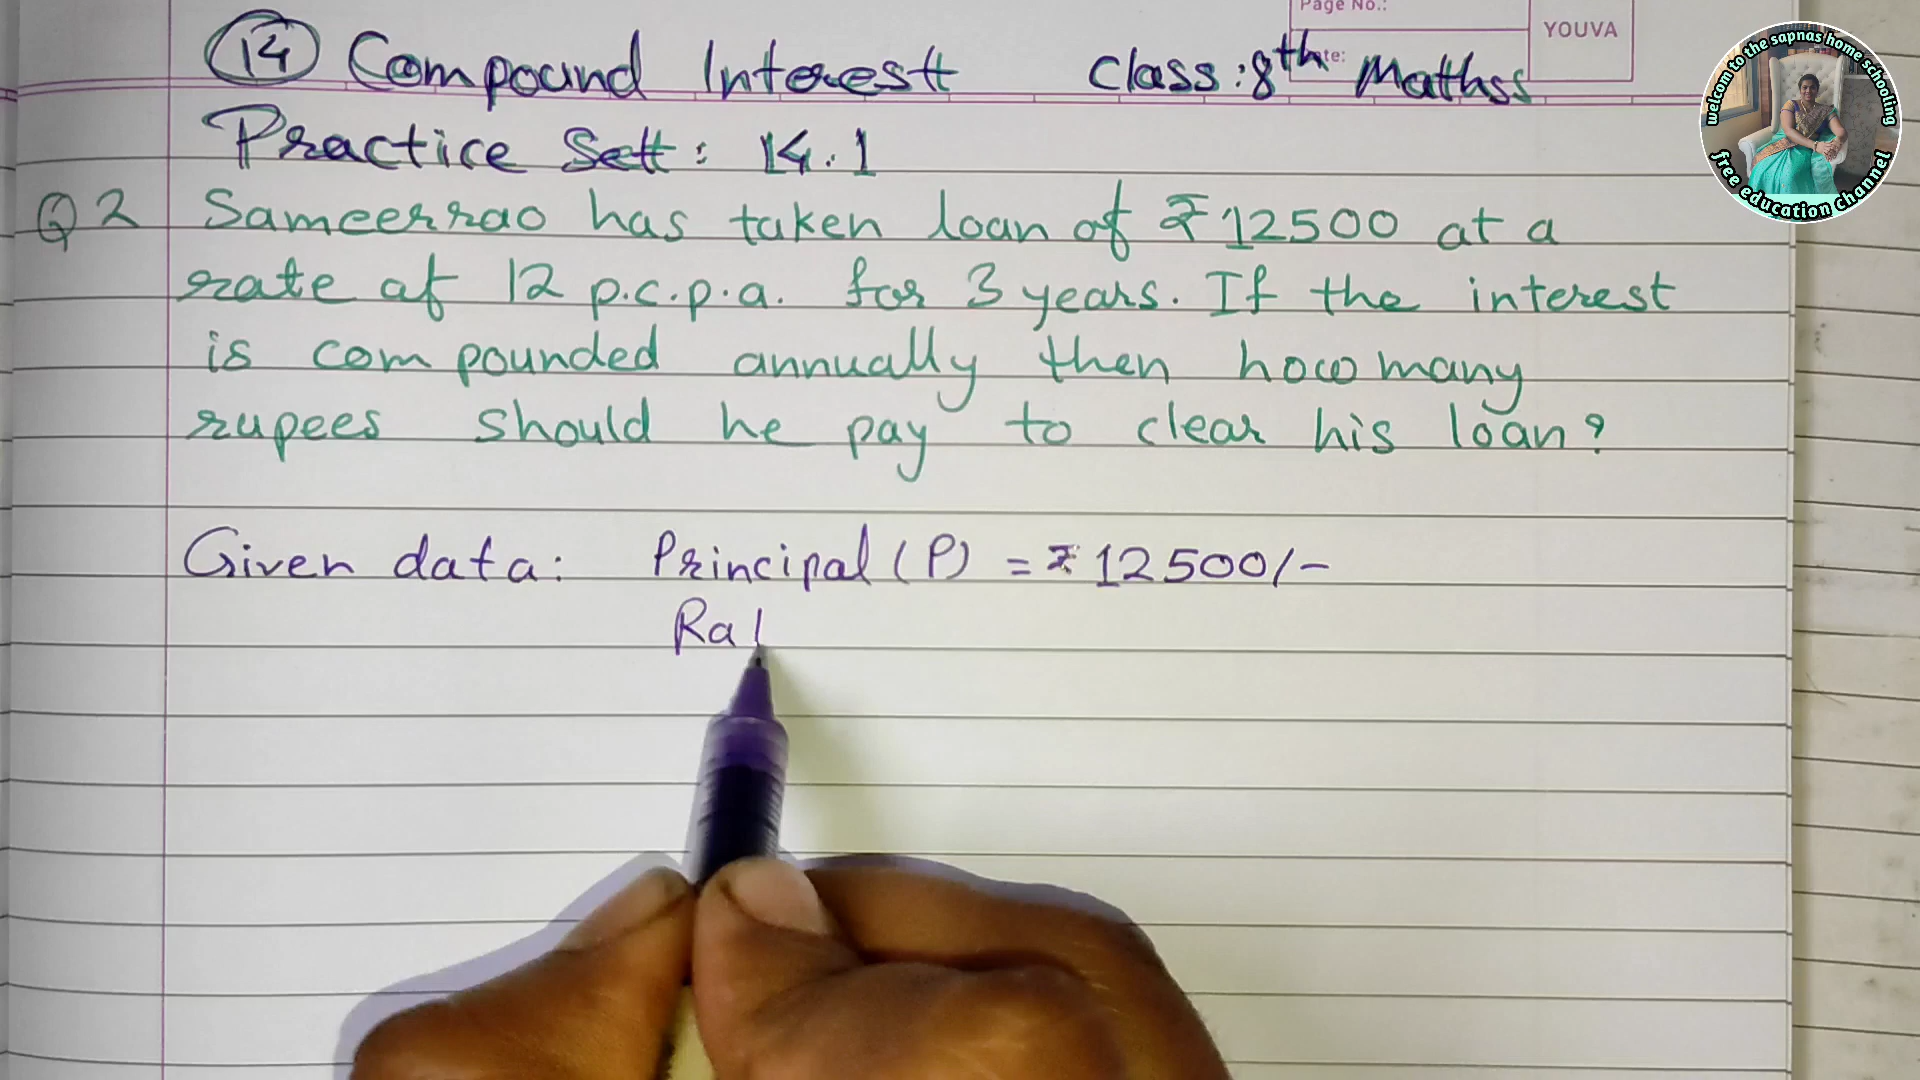 Page No.:
YOUVA
14 Compound Interest Class: 8th Mathss
welcom to the sapnas home schooling
free education channel
Practice Sett: 14.1
Q 2 Sameerrao has taken loan of ₹ 12500 at a
rate of 12 p.c.p.a. for 3 years. If the interest
is compounded annually then how many
rupees should he pay to clear his loan?
Given data: Principal (P) = ₹ 12500/-
Ra